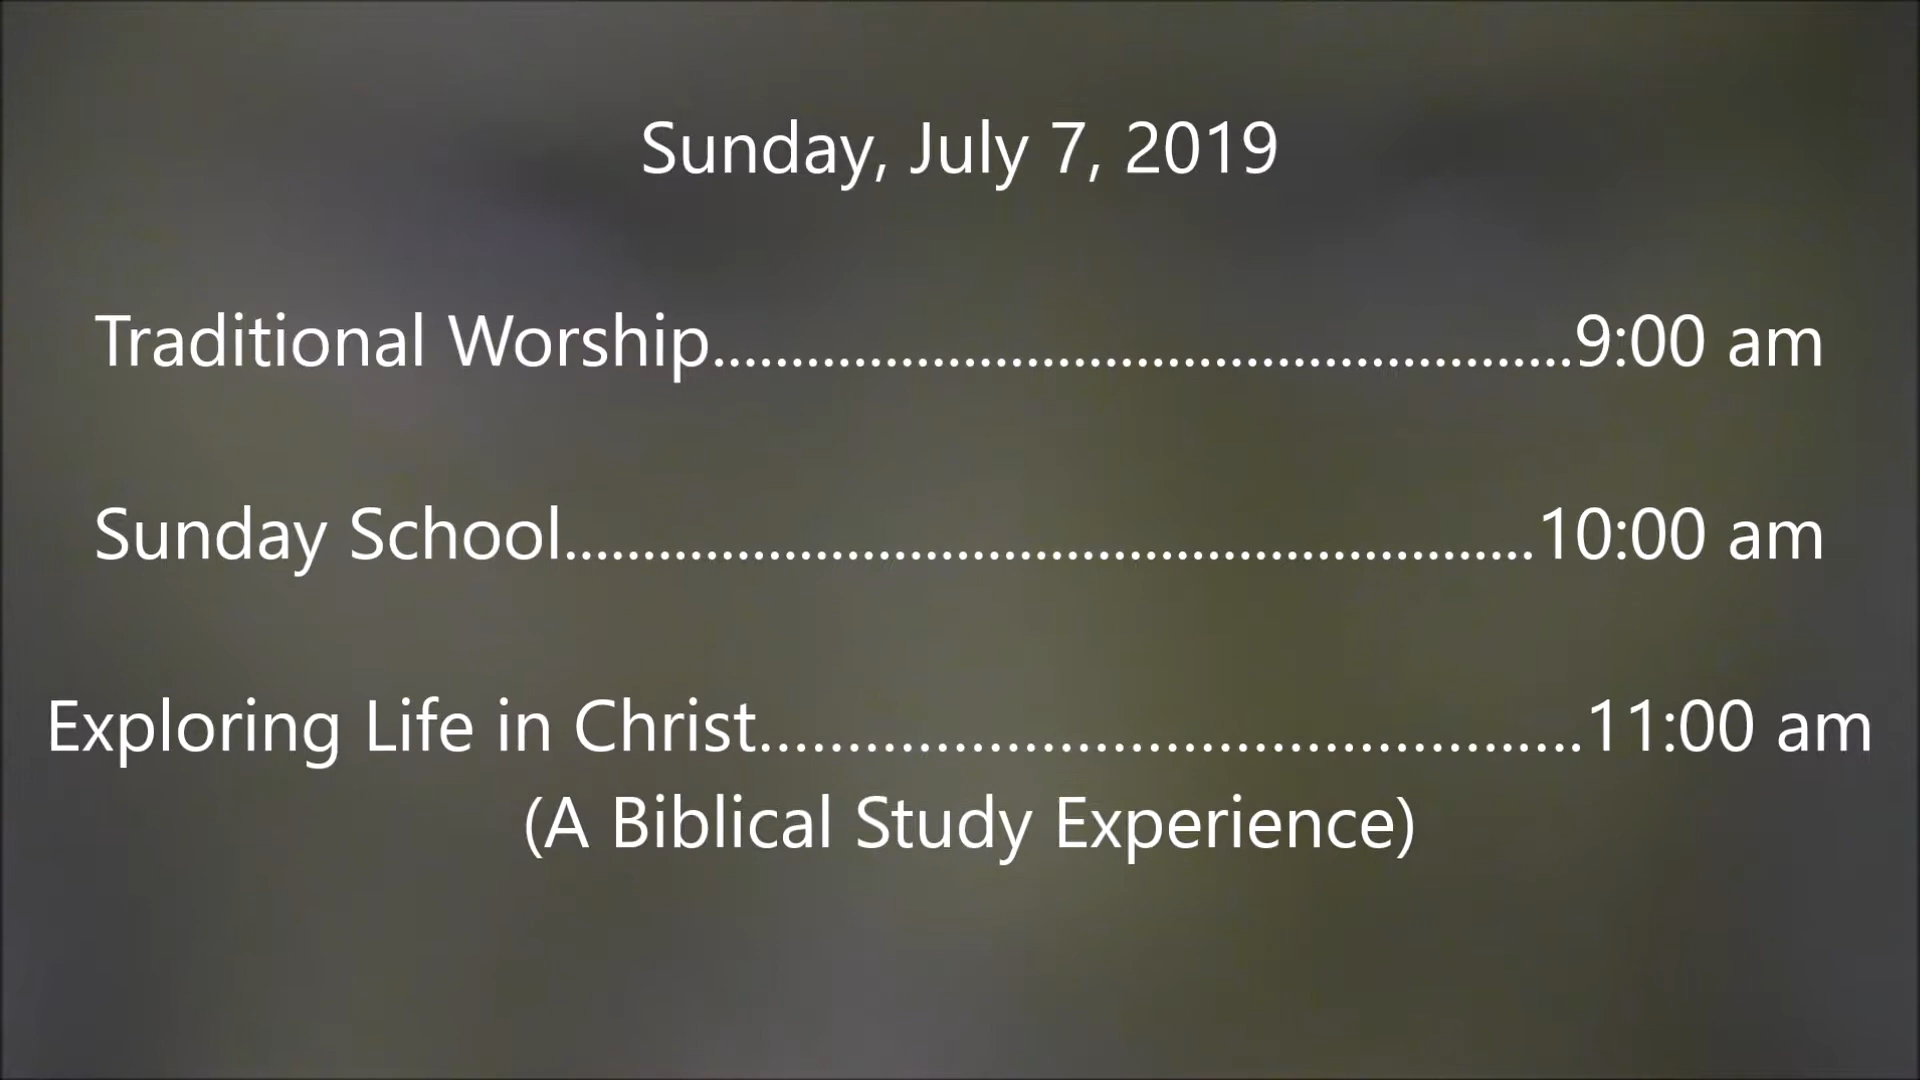 Sunday, July 7, 2019
Traditional Worship.......................................................9:00 am
Sunday School..............................................................10:00 am
Exploring Life in Christ.....................................................11:00 am
(A Biblical Study Experience)